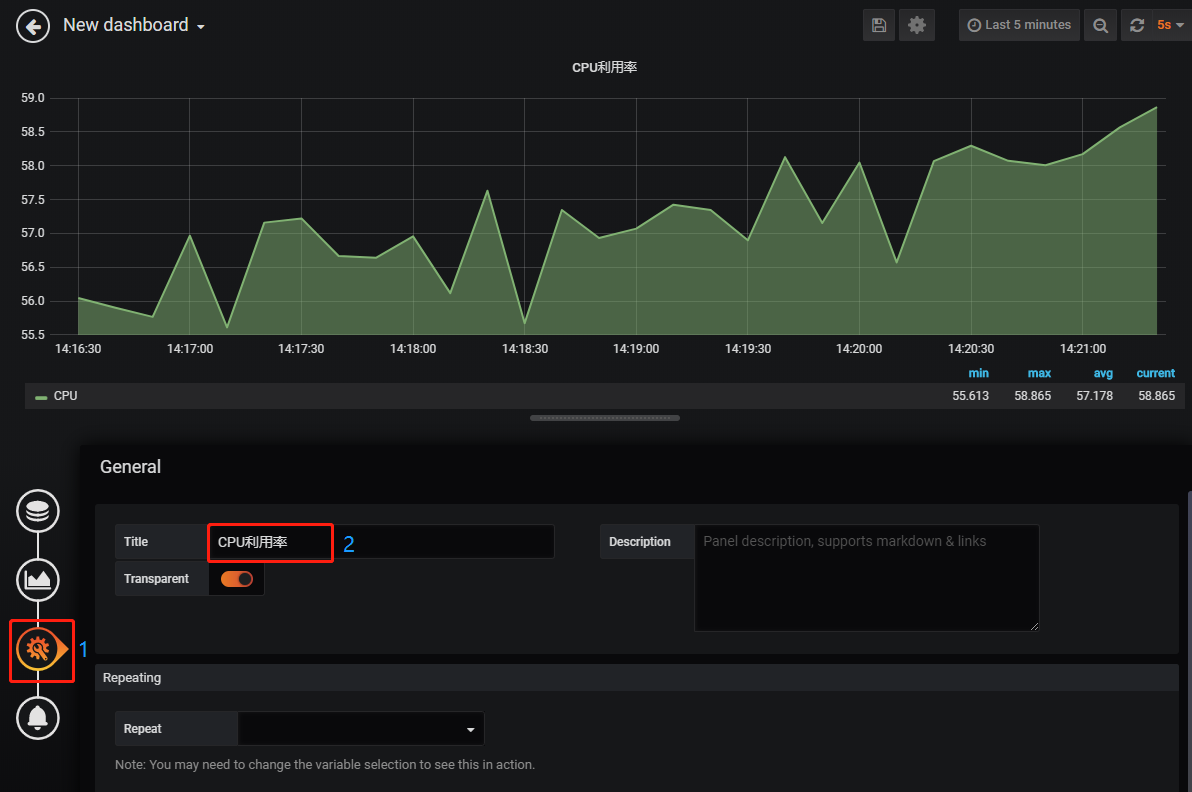 New dashboard
Last 5 minutes
5s
CPU利用率
59.0
58.5
58.0
57.5
57.0
56.5
56.0
55.5
14:16:30 14:17:00 14:17:30 14:18:00 14:18:30 14:19:00 14:19:30 14:20:00 14:20:30 14:21:00
min max avg current
CPU 55.613 58.865 57.178 58.865
General
Title CPU利用率 2
Description Panel description, supports markdown & links
Transparent
1
Repeating
Repeat
Note: You may need to change the variable selection to see this in action.